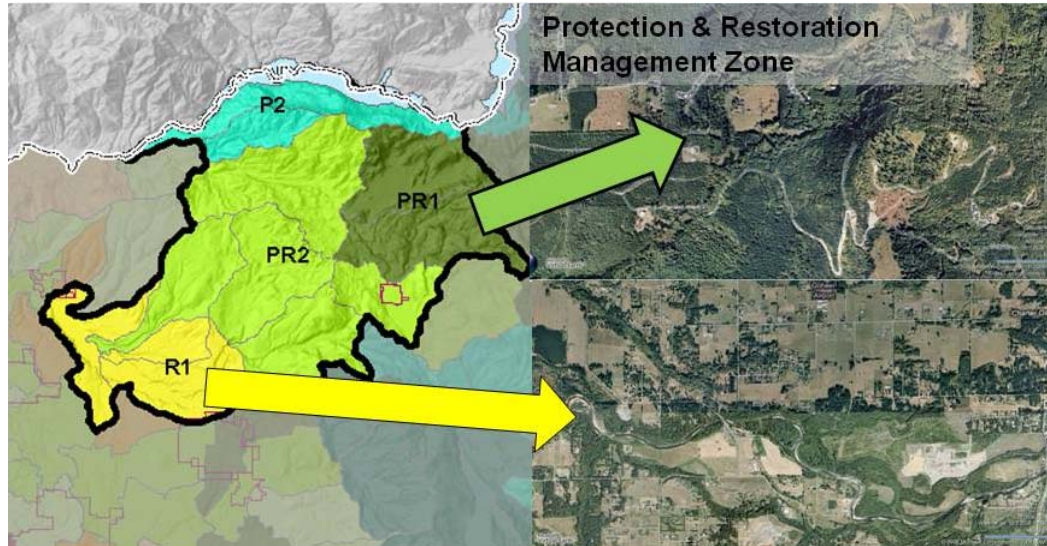 Protection & Restoration
Management Zone
P2
PR1
PR2
R1